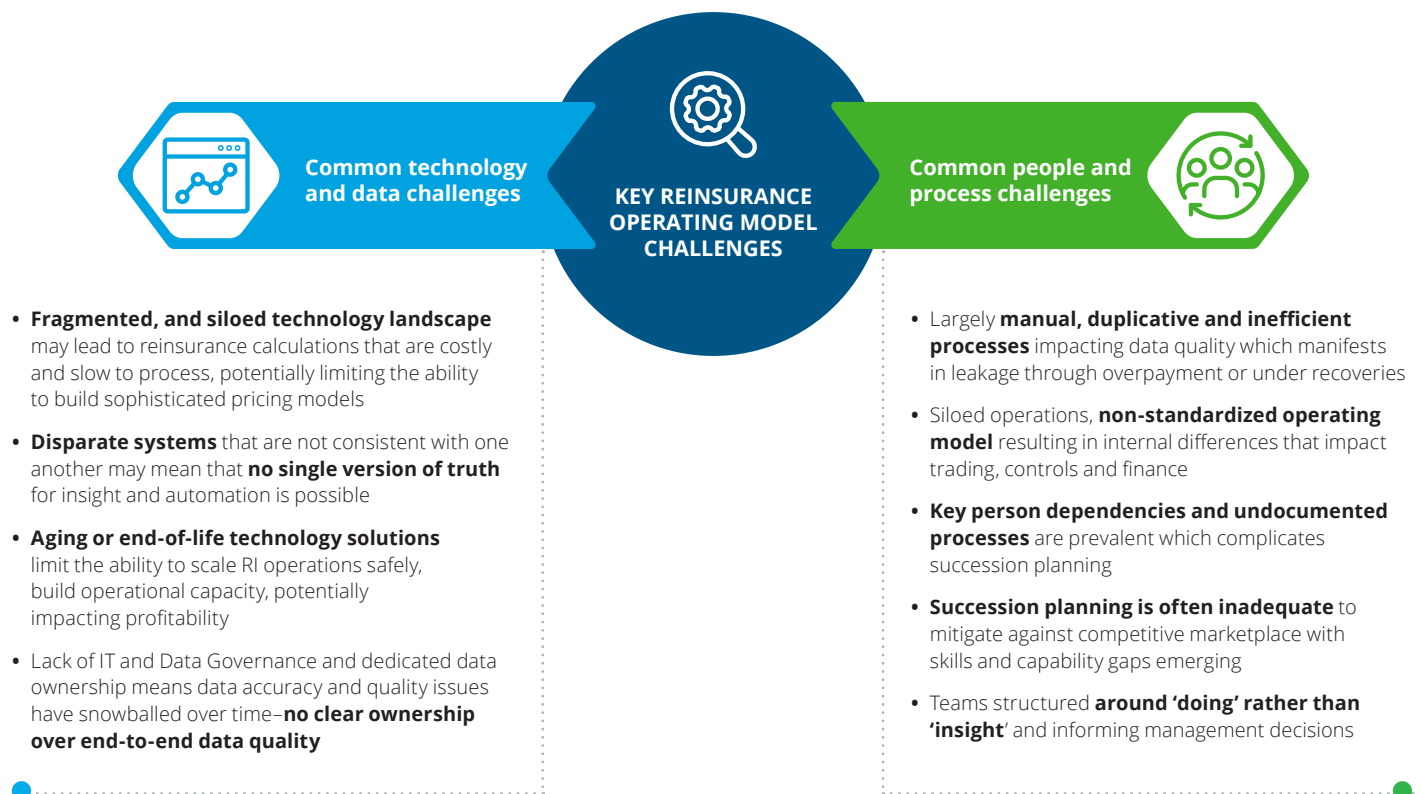 KEY REINSURANCE
OPERATING MODEL
CHALLENGES
Common technology
and data challenges
• Fragmented, and siloed technology landscape
may lead to reinsurance calculations that are costly
and slow to process, potentially limiting the ability
to build sophisticated pricing models
• Disparate systems that are not consistent with one
another may mean that no single version of truth
for insight and automation is possible
• Aging or end-of-life technology solutions
limit the ability to scale RI operations safely,
build operational capacity, potentially
impacting profitability
• Lack of IT and Data Governance and dedicated data
ownership means data accuracy and quality issues
have snowballed over time–no clear ownership
over end-to-end data quality
Common people and
process challenges
• Largely manual, duplicative and inefficient
processes impacting data quality which manifests
in leakage through overpayment or under recoveries
• Siloed operations, non-standardized operating
model resulting in internal differences that impact
trading, controls and finance
• Key person dependencies and undocumented
processes are prevalent which complicates
succession planning
• Succession planning is often inadequate to
mitigate against competitive marketplace with
skills and capability gaps emerging
• Teams structured around ‘doing’ rather than
‘insight’ and informing management decisions